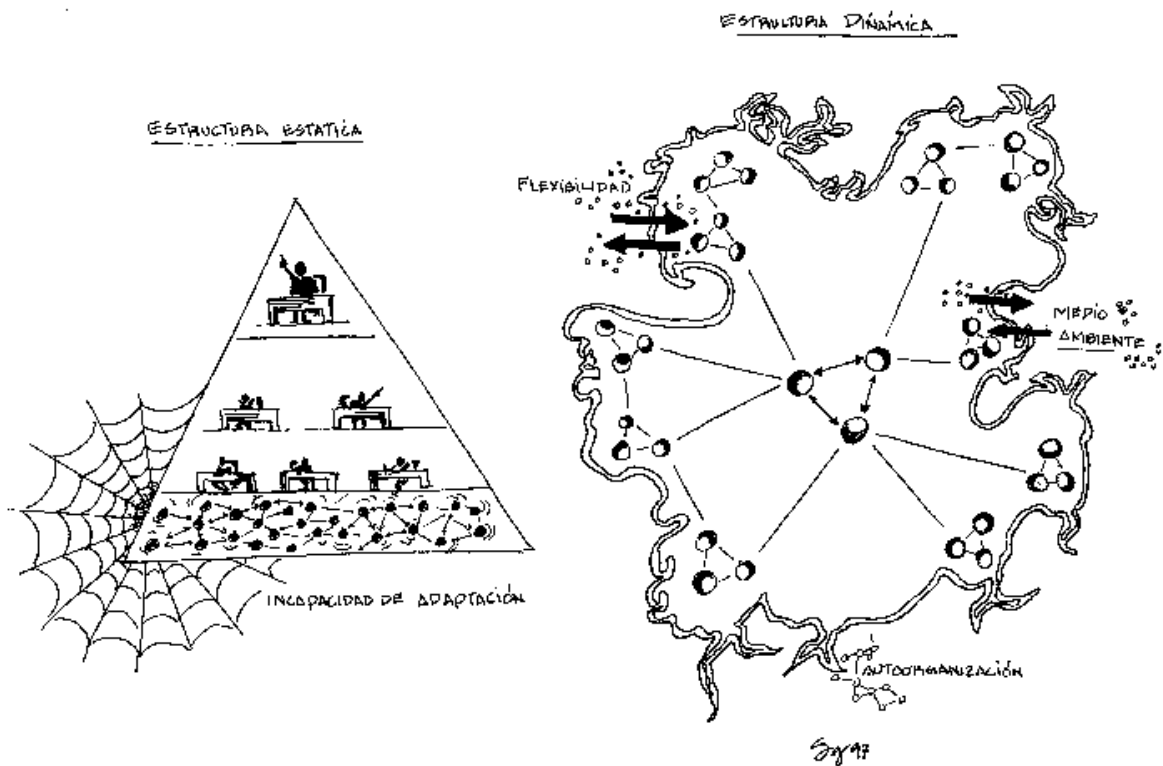 ESTRUCTURA DINÁMICA
ESTRUCTURA ESTATICA
FLEXIBILIDAD
MEDIO
AMBIENTE
INCAPACIDAD DE ADAPTACIÓN
AUTOORGANIZACIÓN